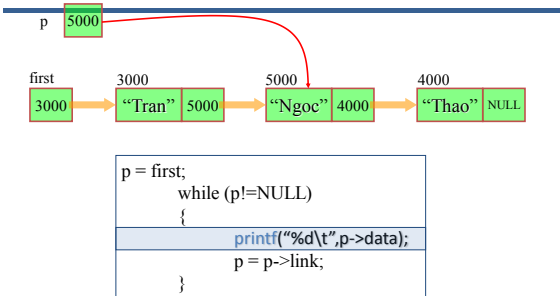 p 5000
first 3000 5000 4000
3000 “Tran” 5000 “Ngoc” 4000 “Thao” NULL
p = first;
while (p!=NULL)
{
printf(“%d\t”,p->data);
p = p->link;
}